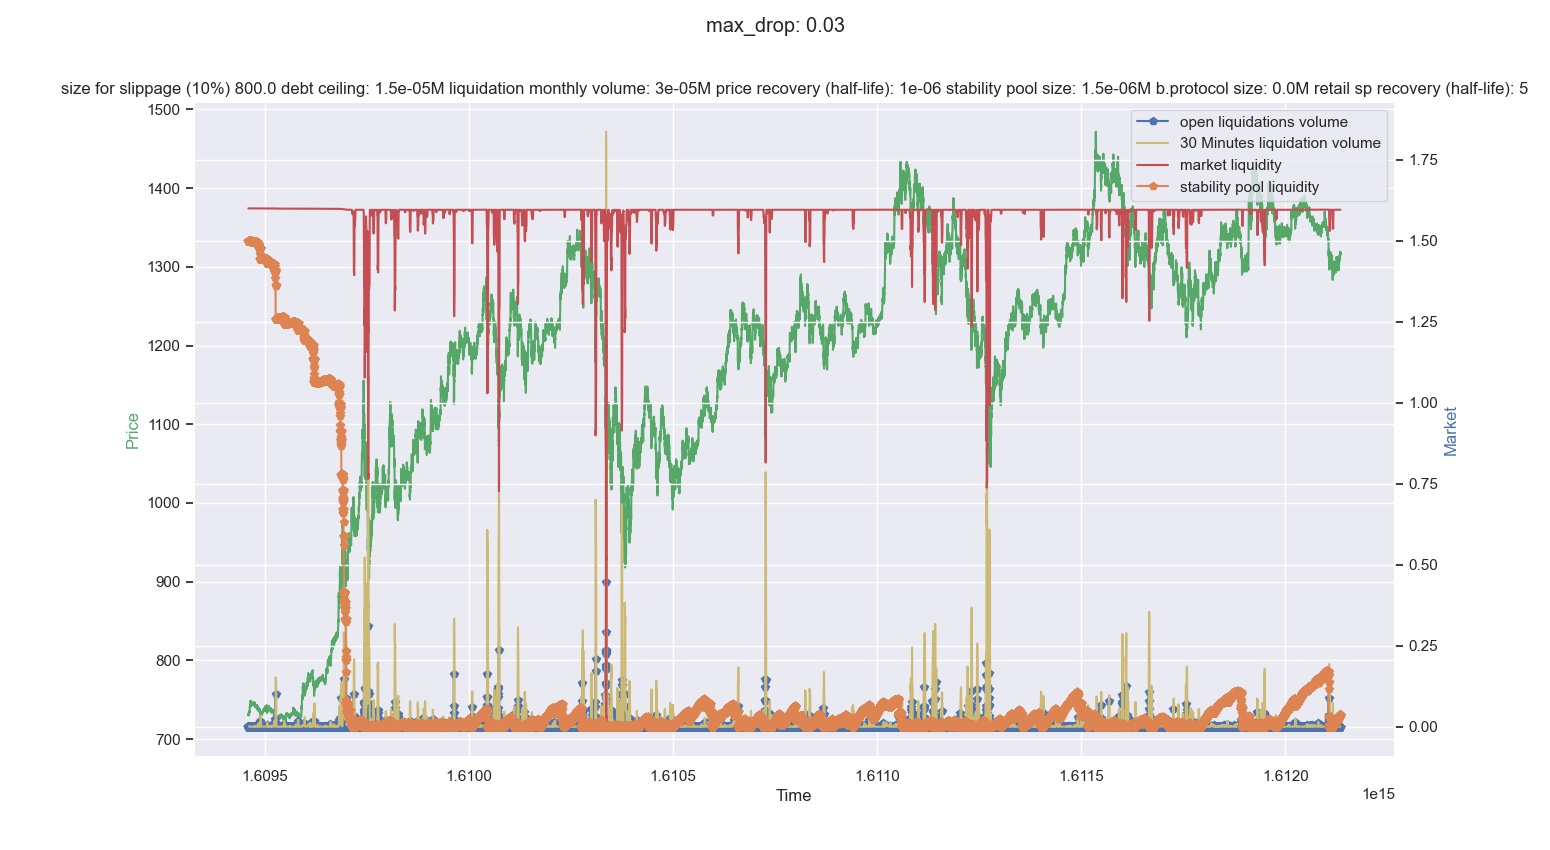 max_drop: 0.03
size for slippage (10%) 800.0 debt ceiling: 1.5e-05M liquidation monthly volume: 3e-05M price recovery (half-life): 1e-06 stability pool size: 1.5e-06M b.protocol size: 0.0M retail sp recovery (half-life): 5
open liquidations volume
30 Minutes liquidation volume
market liquidity
stability pool liquidity
1500
1400
1300
1200
1100
1000
900
800
700
Price
1.75
1.50
1.25
1.00
0.75
0.50
0.25
0.00
Market
1.6095 1.6100 1.6105 1.6110 1.6115 1.6120
Time
1e15